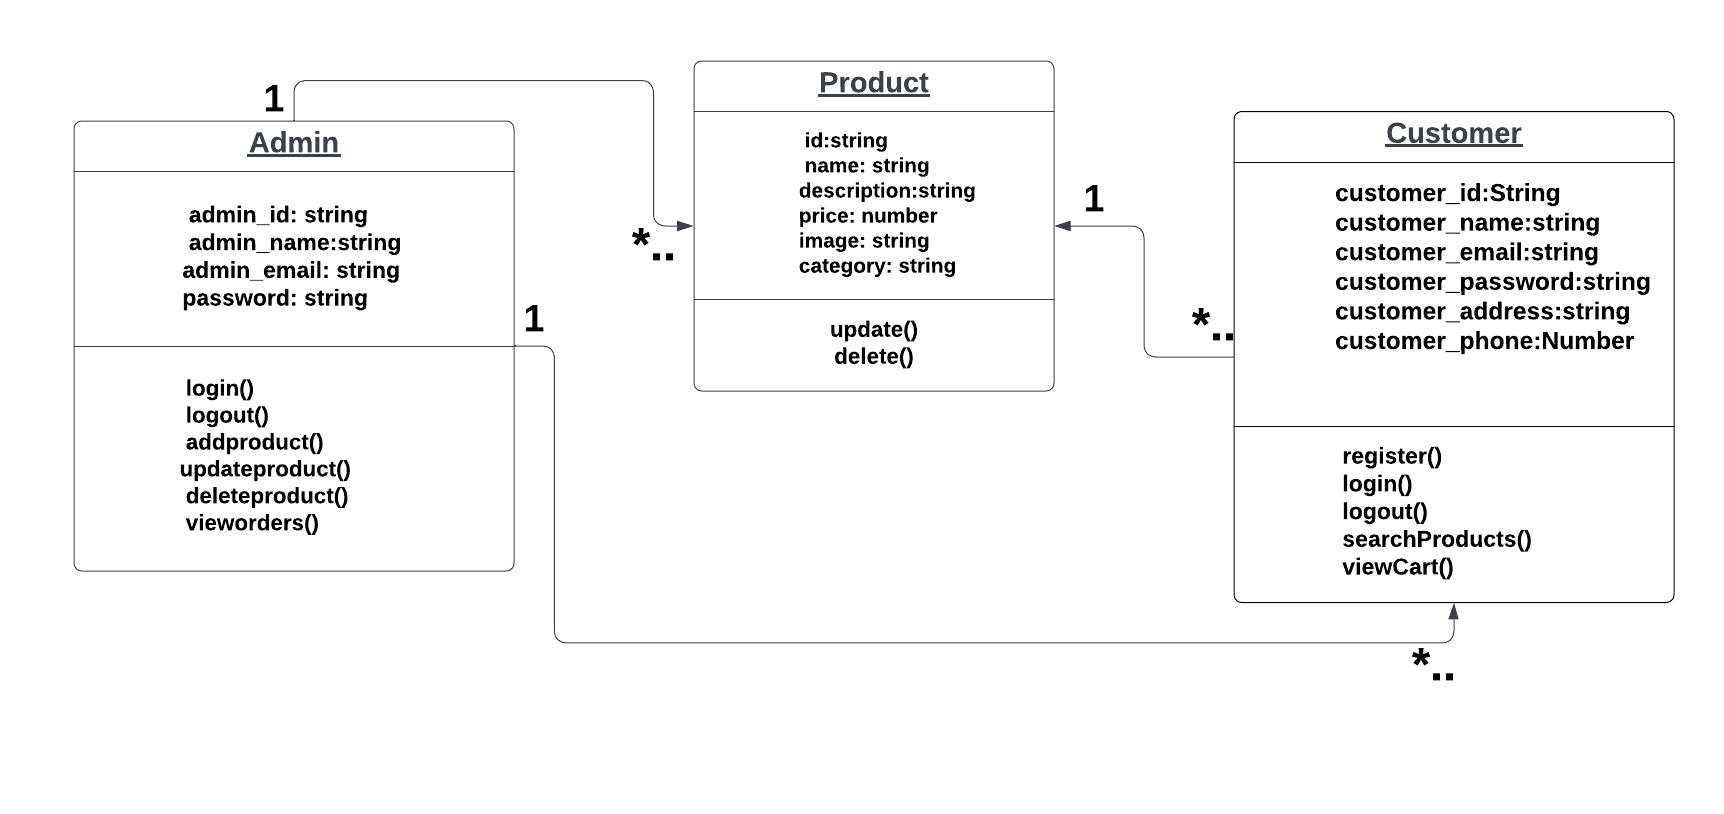 1
Admin
admin_id: string
admin_name:string
admin_email: string
password: string
login()
logout()
addproduct()
updateproduct()
deleteproduct()
vieworders()
1
*..
Product
id:string
name: string
description:string
price: number
image: string
category: string
update()
delete()
1
*..
Customer
customer_id:String
customer_name:string
customer_email:string
customer_password:string
customer_address:string
customer_phone:Number
register()
login()
logout()
searchProducts()
viewCart()
*..